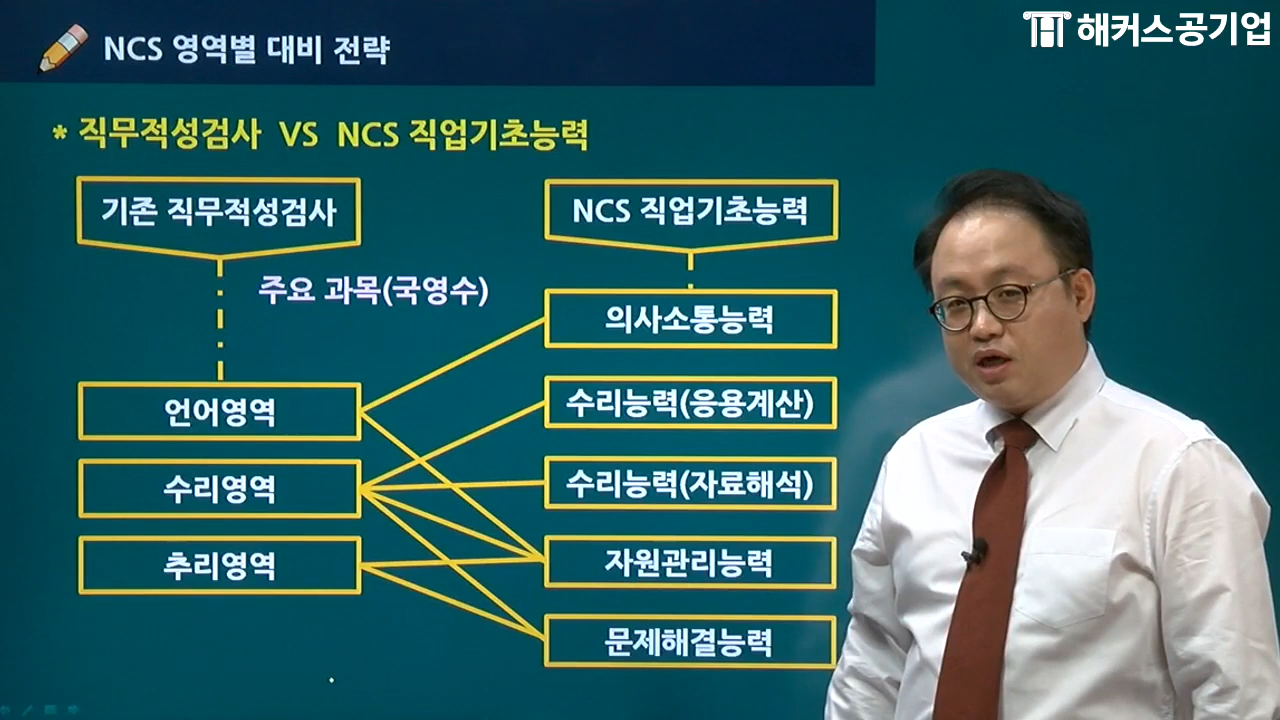 NCS 영역별 대비 전략
해커스공기업
* 직무적성검사 VS NCS 직업기초능력
기존 직무적성검사
NCS 직업기초능력
주요 과목(국영수)
의사소통능력
언어영역
수리능력(응용계산)
수리영역
수리능력(자료해석)
추리영역
자원관리능력
문제해결능력